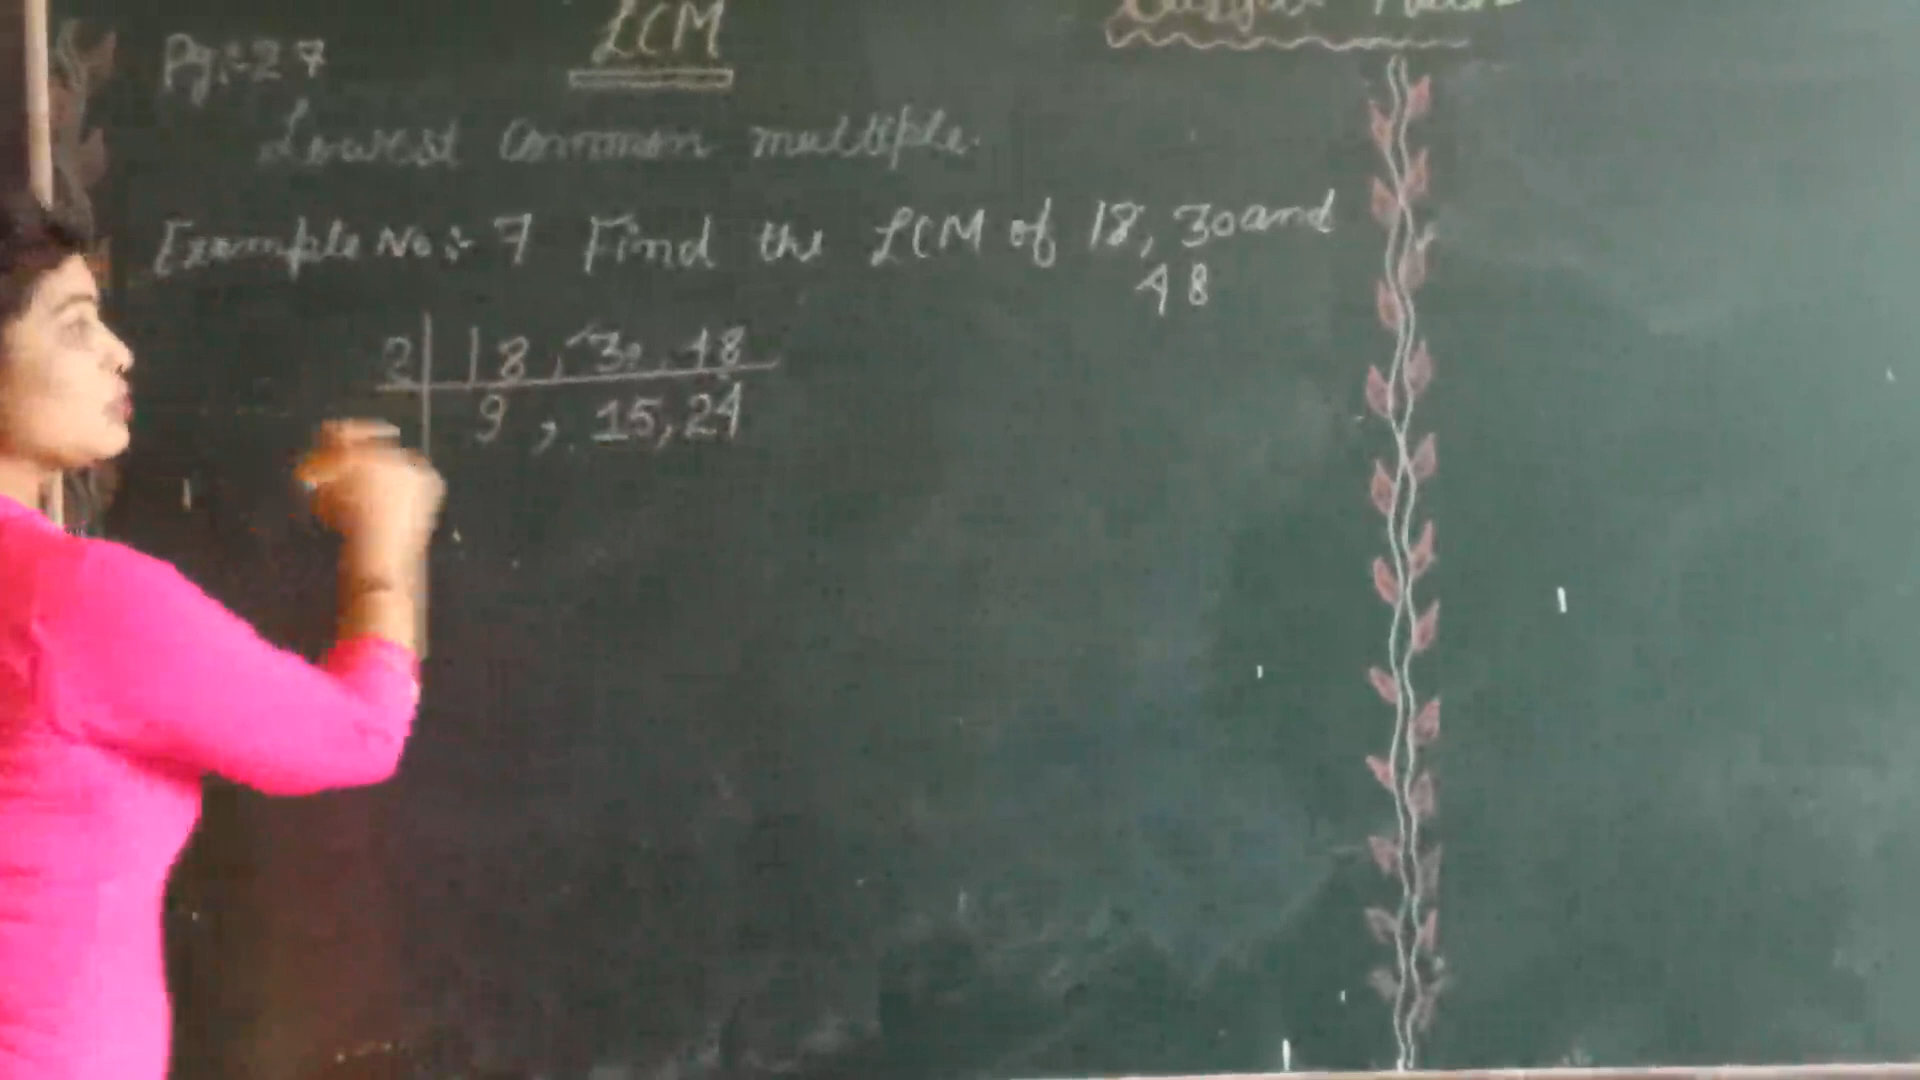 LCM
Pg:-27
Lowest common multiple.
Example No:- 7 Find the LCM of 18, 30 and
48
2 | 18, 30, 48
9, 15, 24